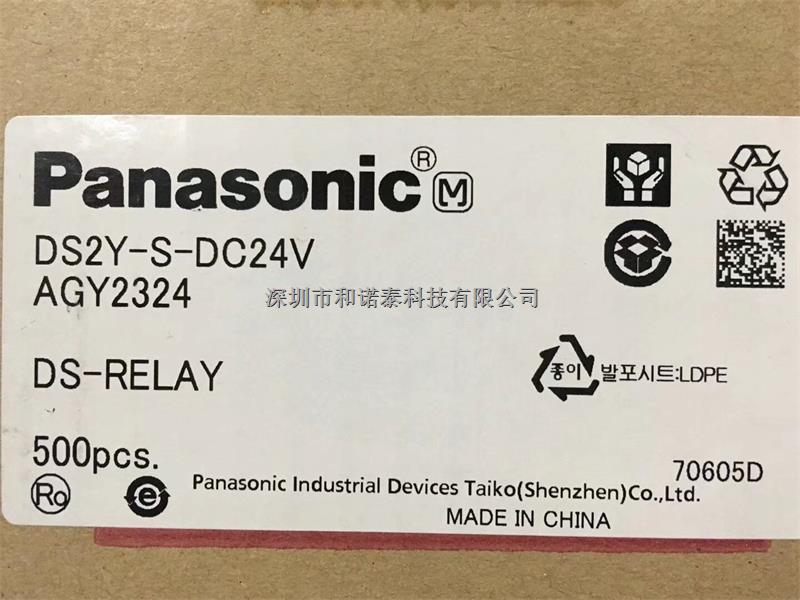 Panasonic® M
DS2Y-S-DC24V
AGY2324
深圳市和诺泰科技有限公司
DS-RELAY
종이 발포시트:LDPE
500pcs.
70605D
Ro e Panasonic Industrial Devices Taiko(Shenzhen)Co.,Ltd.
MADE IN CHINA